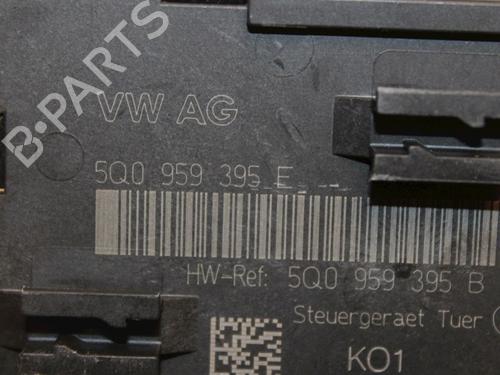 B-PARTS
VW AG
5Q0 959 395 E
HW-Ref: 5Q0 959 395 B
Steuergeraet Tuer
KO1